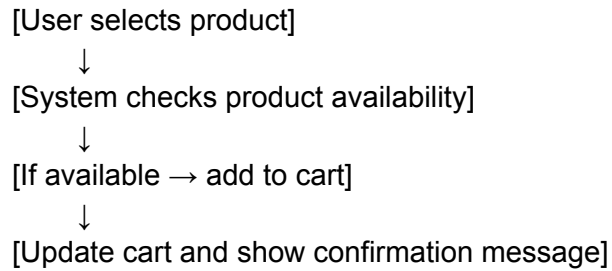 [User selects product]
↓
[System checks product availability]
↓
[If available → add to cart]
↓
[Update cart and show confirmation message]